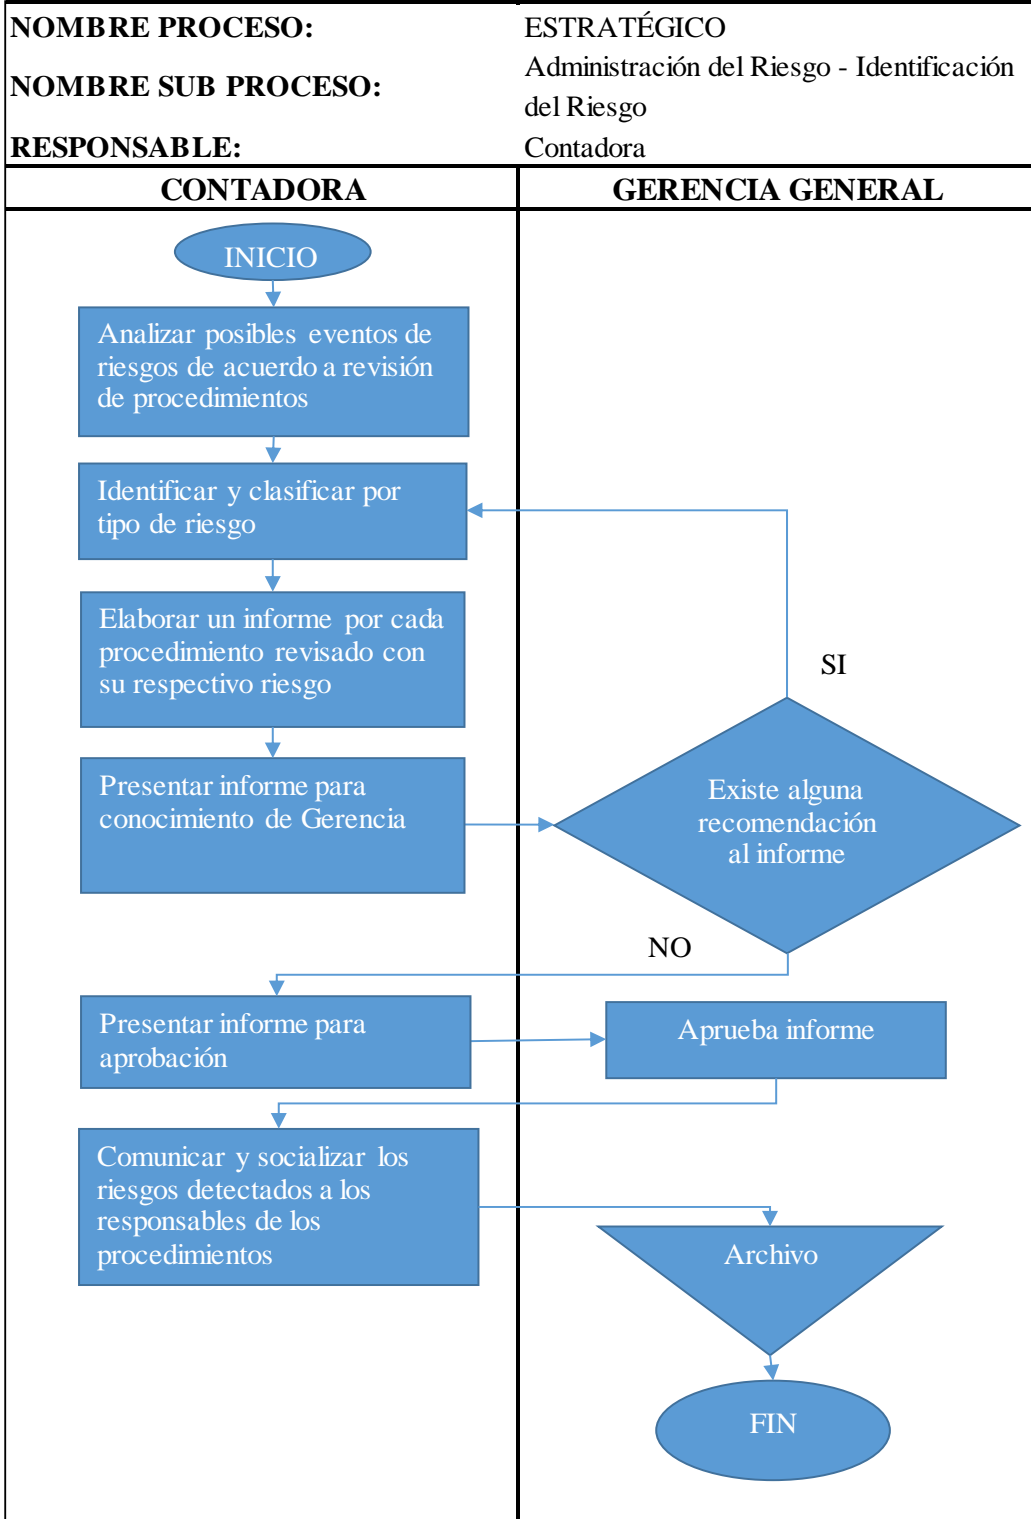 NOMBRE PROCESO: ESTRATÉGICO
NOMBRE SUB PROCESO: Administración del Riesgo - Identificación
del Riesgo
RESPONSABLE: Contadora
CONTADORA GERENCIA GENERAL
INICIO
Analizar posibles eventos de
riesgos de acuerdo a revisión
de procedimientos
Identificar y clasificar por
tipo de riesgo
Elaborar un informe por cada
procedimiento revisado con
su respectivo riesgo
SI
Presentar informe para
conocimiento de Gerencia
Existe alguna
recomendación
al informe
NO
Presentar informe para
aprobación
Aprueba informe
Comunicar y socializar los
riesgos detectados a los
responsables de los
procedimientos
Archivo
FIN